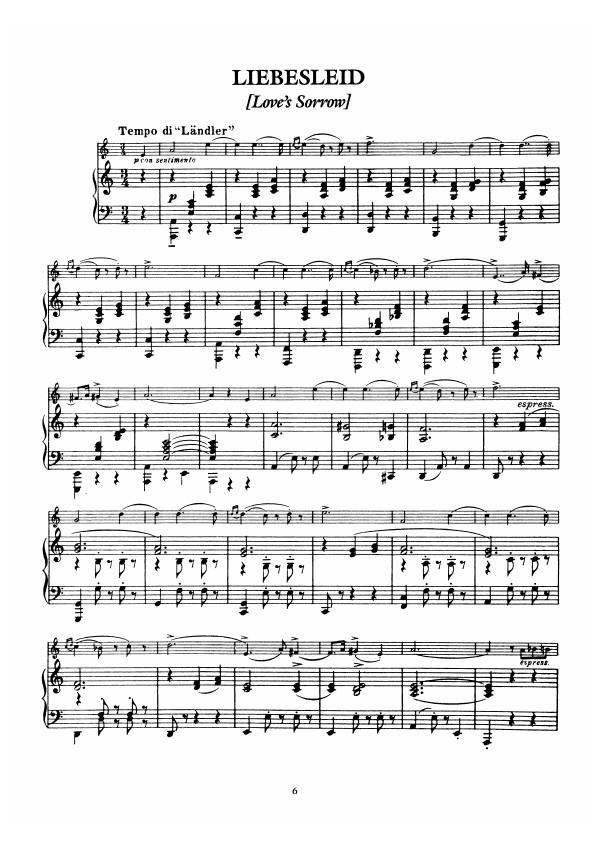 LIEBESLEID
[Love's Sorrow]
Tempo di "Ländler"
p con sentimento
p
espress.
espress.
6